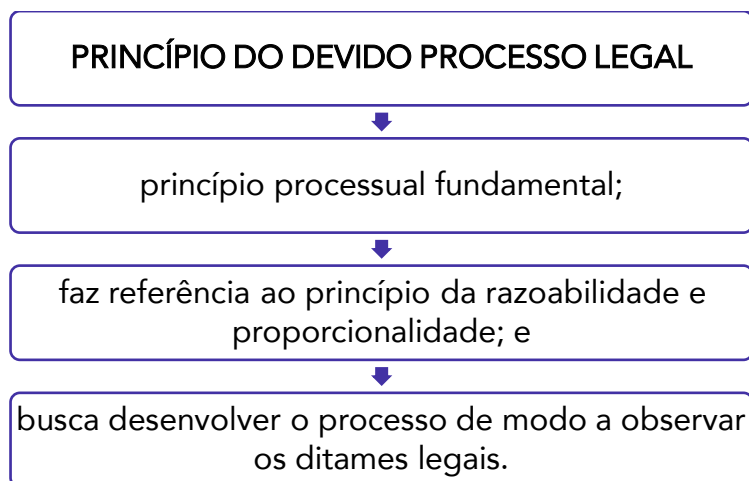 PRINCÍPIO DO DEVIDO PROCESSO LEGAL
princípio processual fundamental;
faz referência ao princípio da razoabilidade e
proporcionalidade; e
busca desenvolver o processo de modo a observar
os ditames legais.